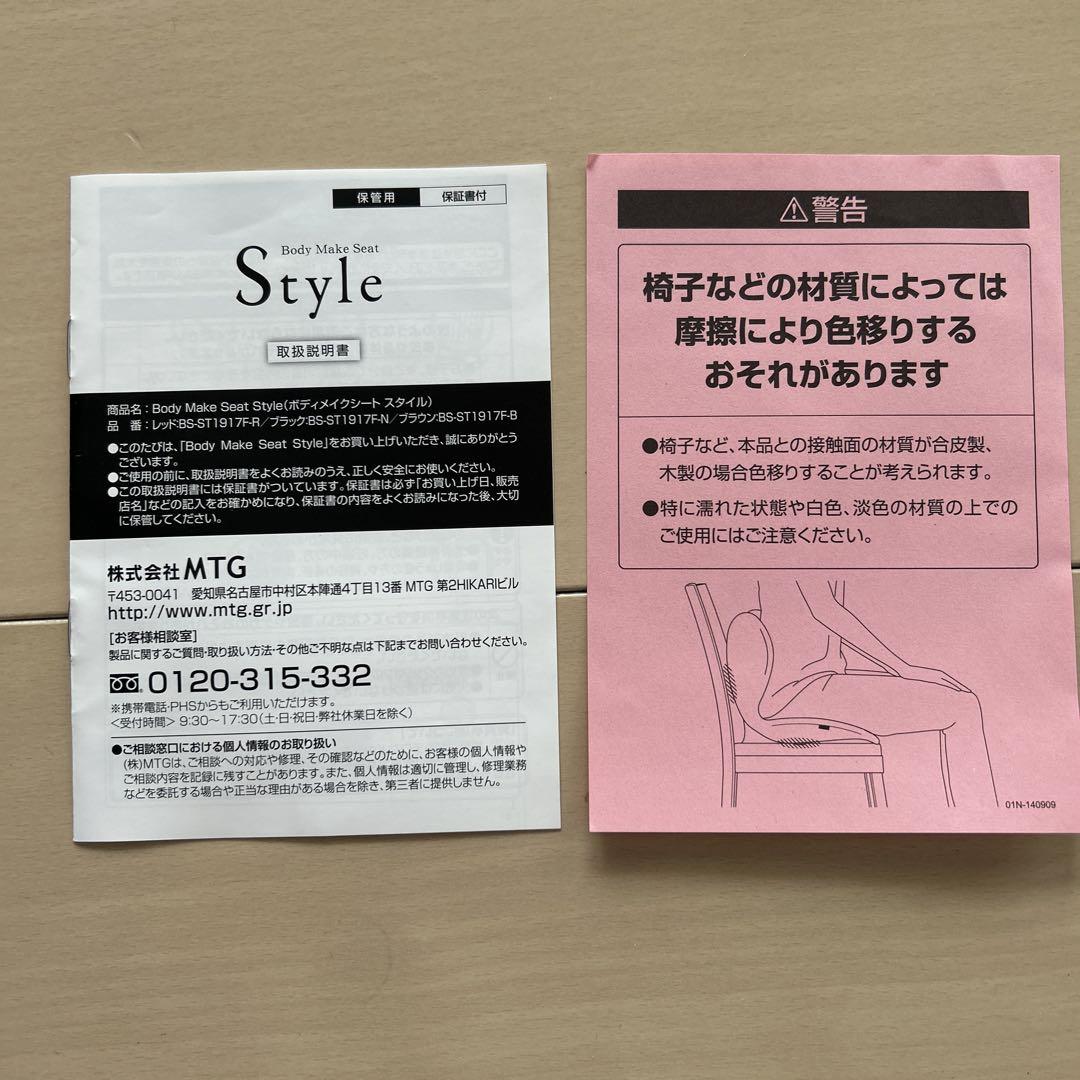 保管用 保証書付
Body Make Seat
Style
取扱説明書
商品名：Body Make Seat Style（ボディメイクシート スタイル）
品　番：レッド:BS-ST1917F-R／ブラック:BS-ST1917F-N／ブラウン:BS-ST1917F-B
●このたびは、「Body Make Seat Style」をお買い上げいただき、誠にありがとう
ございます。
●ご使用の前に、取扱説明書をよくお読みのうえ、正しく安全にお使いください。
●この取扱説明書には保証書がついています。保証書は必ず「お買い上げ日、販売
店名」などの記入をお確かめになり、保証書の内容をよくお読みになった後、大切
に保管してください。
株式会社MTG
〒453-0041　愛知県名古屋市中村区本陣通4丁目13番 MTG 第2HIKARIビル
http://www.mtg.gr.jp
［お客様相談室］
製品に関するご質問・取り扱い方法・その他ご不明な点は下記までお問い合わせください。
0120-315-332
※携帯電話・PHSからもご利用いただけます。
＜受付時間＞ 9:30～17:30（土・日・祝日・弊社休業日を除く）
●ご相談窓口における個人情報のお取り扱い
（株）MTGは、ご相談への対応や修理、その確認などのために、お客様の個人情報や
ご相談内容を記録に残すことがあります。また、個人情報は適切に管理し、修理業務
などを委託する場合や正当な理由がある場合を除き、第三者に提供しません。
⚠警告
椅子などの材質によっては
摩擦により色移りする
おそれがあります
●椅子など、本品との接触面の材質が合皮製、
木製の場合色移りすることが考えられます。
●特に濡れた状態や白色、淡色の材質の上での
ご使用にはご注意ください。
01N-140909